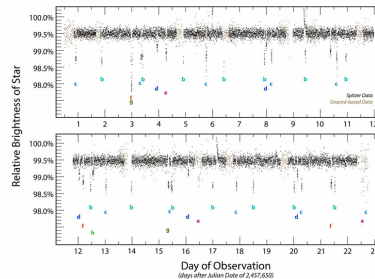 100.0%
99.5%
99.0%
98.5%
98.0%
c b c b b c b b c b c b
d d
e
f
g
Spitzer Data
Ground-based Data
1 2 3 4 5 6 7 8 9 10 11
Relative Brightness of Star
100.0%
99.5%
99.0%
98.5%
98.0%
b c b c b b c b b c b c
d d d
e e
f f
h g
12 13 14 15 16 17 18 19 20 21 22
Day of Observation
(days after Julian Date of 2,457,650)